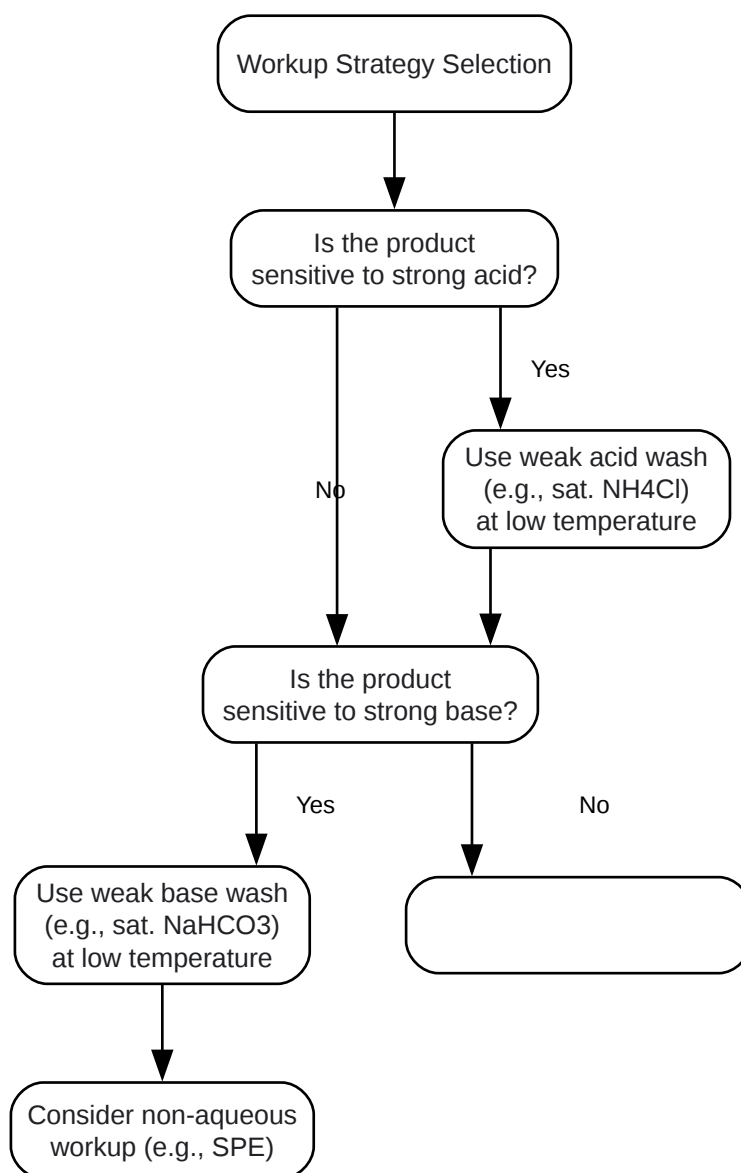 Workup Strategy Selection
Is the product
sensitive to strong acid?
Yes
No
Use weak acid wash
(e.g., sat. NH4Cl)
at low temperature
Is the product
sensitive to strong base?
Yes
No
Use weak base wash
(e.g., sat. NaHCO3)
at low temperature
Consider non-aqueous
workup (e.g., SPE)